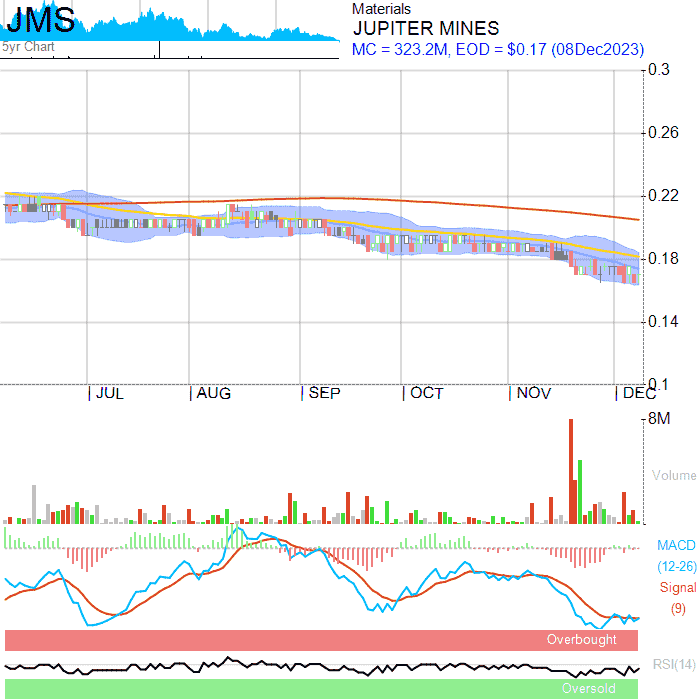 JMS
5yr Chart
Materials
JUPITER MINES
MC = 323.2M, EOD = $0.17 (08Dec2023)
0.3
0.26
0.22
0.18
0.14
0.1
JUL AUG SEP OCT NOV DEC
8M
Volume
MACD
(12-26)
Signal
(9)
Overbought
RSI(14)
Oversold